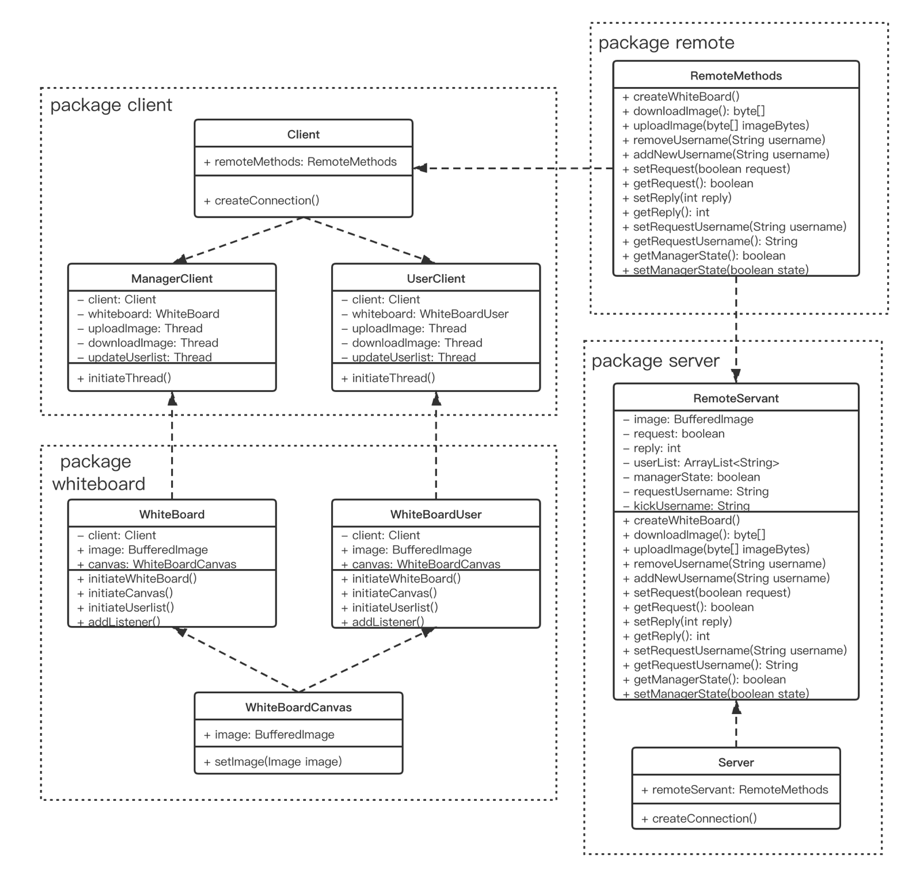 package remote
RemoteMethods
+ createWhiteBoard()
+ downloadImage(): byte[]
+ uploadImage(byte[] imageBytes)
+ removeUsername(String username)
+ addNewUsername(String username)
+ setRequest(boolean request)
+ getRequest(): boolean
+ setReply(int reply)
+ getReply(): int
+ setRequestUsername(String username)
+ getRequestUsername(): String
+ getManagerState(): boolean
+ setManagerState(boolean state)
package client
Client
+ remoteMethods: RemoteMethods
+ createConnection()
ManagerClient
– client: Client
– whiteboard: WhiteBoard
– uploadImage: Thread
– downloadImage: Thread
– updateUserlist: Thread
+ initiateThread()
UserClient
– client: Client
– whiteboard: WhiteBoardUser
– uploadImage: Thread
– downloadImage: Thread
– updateUserlist: Thread
+ initiateThread()
package
whiteboard
WhiteBoard
– client: Client
+ image: BufferedImage
+ canvas: WhiteBoardCanvas
+ initiateWhiteBoard()
+ initiateCanvas()
+ initiateUserlist()
+ addListener()
WhiteBoardUser
– client: Client
+ image: BufferedImage
+ canvas: WhiteBoardCanvas
+ initiateWhiteBoard()
+ initiateCanvas()
+ initiateUserlist()
+ addListener()
WhiteBoardCanvas
+ image: BufferedImage
+ setImage(Image image)
package server
RemoteServant
– image: BufferedImage
– request: boolean
– reply: int
– userList: ArrayList<String>
– managerState: boolean
– requestUsername: String
– kickUsername: String
+ createWhiteBoard()
+ downloadImage(): byte[]
+ uploadImage(byte[] imageBytes)
+ removeUsername(String username)
+ addNewUsername(String username)
+ setRequest(boolean request)
+ getRequest(): boolean
+ setReply(int reply)
+ getReply(): int
+ setRequestUsername(String username)
+ getRequestUsername(): String
+ getManagerState(): boolean
+ setManagerState(boolean state)
Server
+ remoteServant: RemoteMethods
+ createConnection()